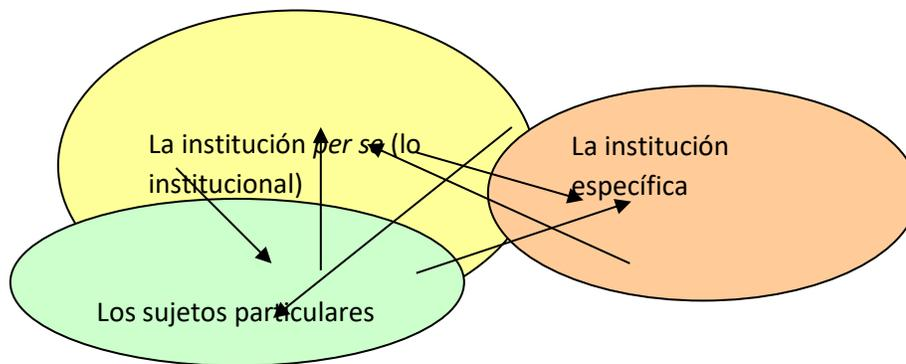 La institución per se (lo
institucional)
La institución
específica
Los sujetos particulares